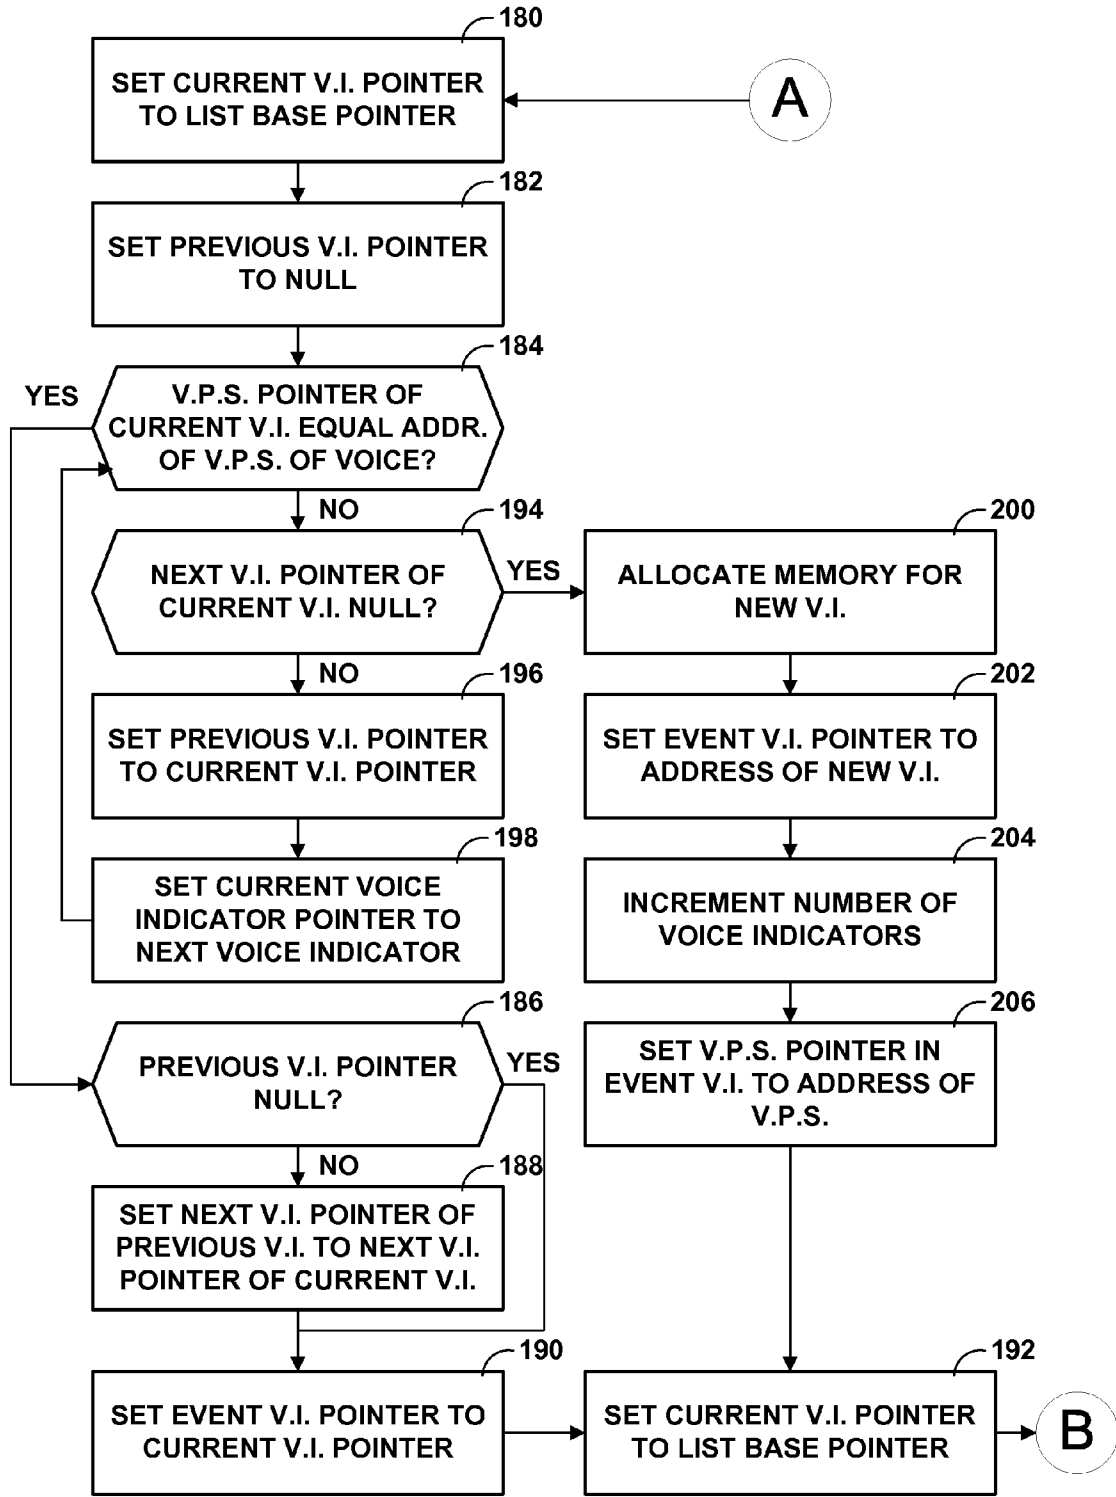 180
SET CURRENT V.I. POINTER
TO LIST BASE POINTER
A
182
SET PREVIOUS V.I. POINTER
TO NULL
184
YES
V.P.S. POINTER OF
CURRENT V.I. EQUAL ADDR.
OF V.P.S. OF VOICE?
NO
194
NEXT V.I. POINTER OF
CURRENT V.I. NULL?
YES
200
ALLOCATE MEMORY FOR
NEW V.I.
NO
196
SET PREVIOUS V.I. POINTER
TO CURRENT V.I. POINTER
202
SET EVENT V.I. POINTER TO
ADDRESS OF NEW V.I.
198
SET CURRENT VOICE
INDICATOR POINTER TO
NEXT VOICE INDICATOR
204
INCREMENT NUMBER OF
VOICE INDICATORS
186
PREVIOUS V.I. POINTER
NULL?
YES
206
SET V.P.S. POINTER IN
EVENT V.I. TO ADDRESS OF
V.P.S.
NO
188
SET NEXT V.I. POINTER OF
PREVIOUS V.I. TO NEXT V.I.
POINTER OF CURRENT V.I.
190
SET EVENT V.I. POINTER TO
CURRENT V.I. POINTER
192
SET CURRENT V.I. POINTER
TO LIST BASE POINTER
B